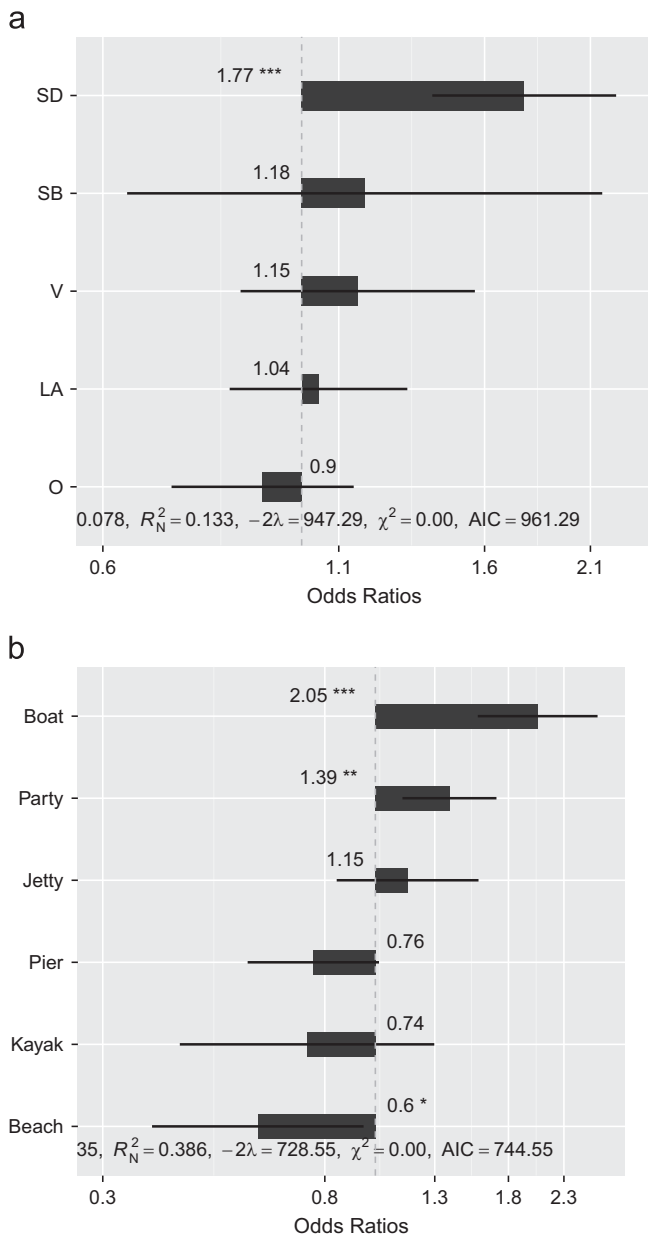 a
1.77 ***
SD
1.18
SB
1.15
V
1.04
LA
0.9
O
0.078, R²N = 0.133, −2λ = 947.29, χ² = 0.00, AIC = 961.29
0.6 1.1 1.6 2.1
Odds Ratios
b
2.05 ***
Boat
1.39 **
Party
1.15
Jetty
0.76
Pier
0.74
Kayak
0.6 *
Beach
35, R²N = 0.386, −2λ = 728.55, χ² = 0.00, AIC = 744.55
0.3 0.8 1.3 1.8 2.3
Odds Ratios